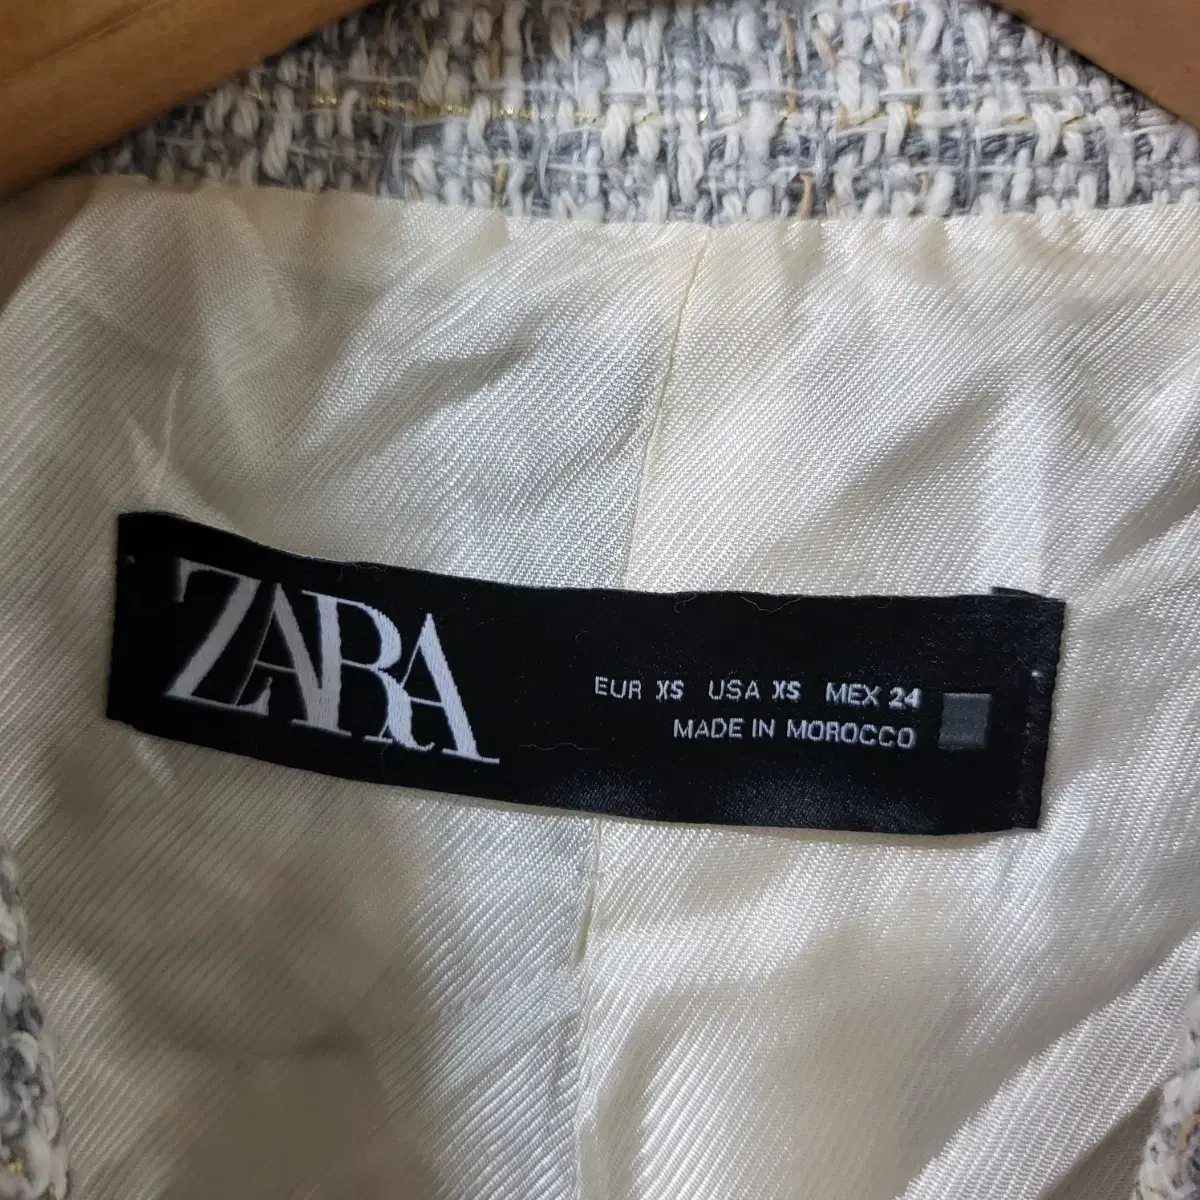 ZARA
EUR XS USA XS MEX 24
MADE IN MOROCCO